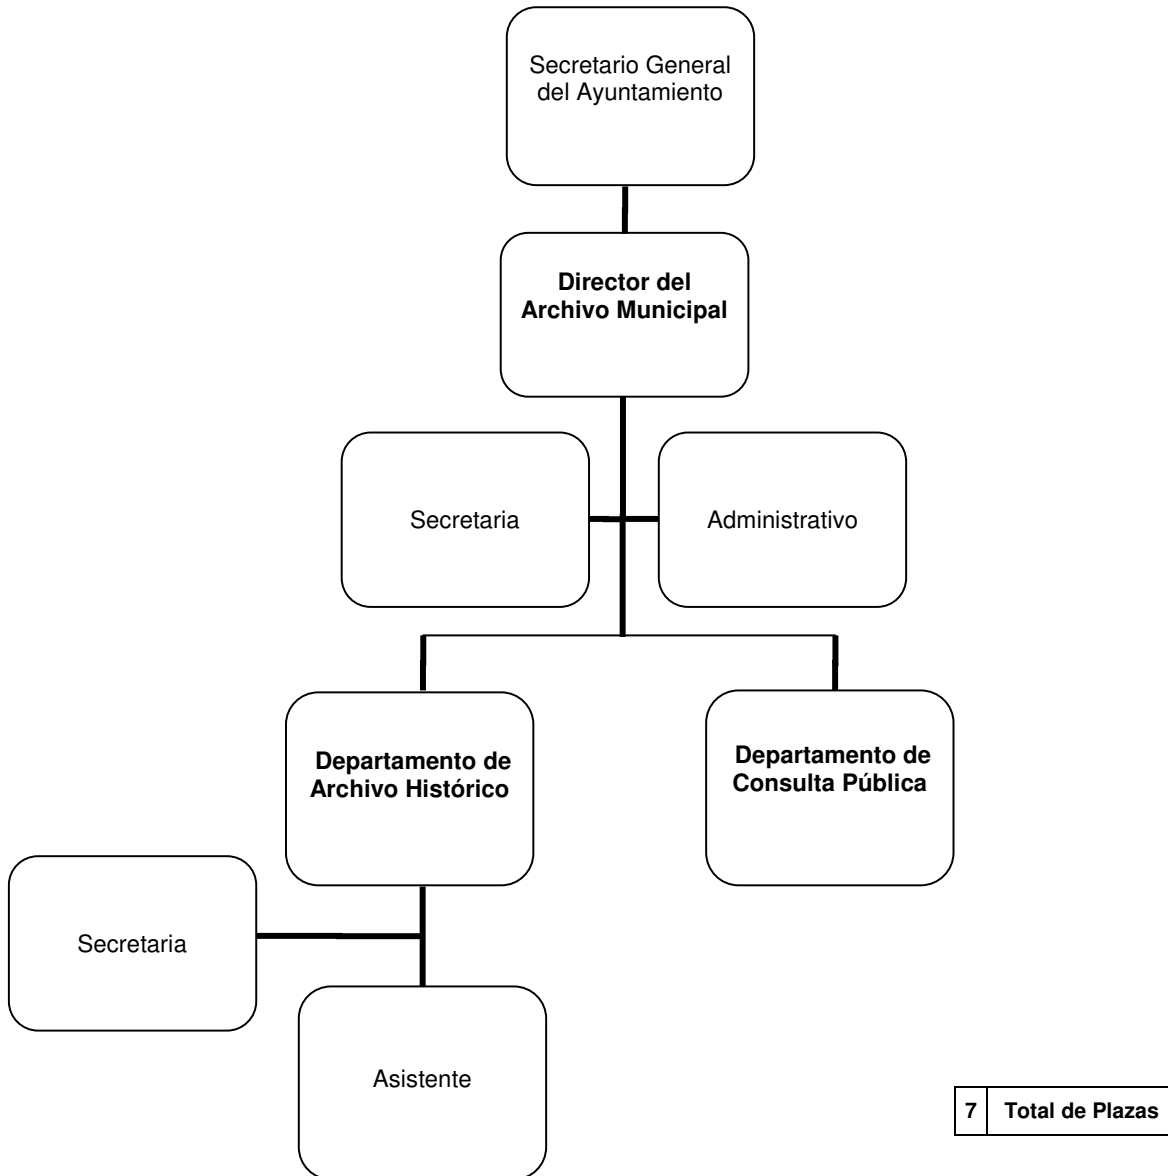 Secretario General
del Ayuntamiento
Director del
Archivo Municipal
Secretaria
Administrativo
Departamento de
Archivo Histórico
Departamento de
Consulta Pública
Secretaria
Asistente
7 Total de Plazas